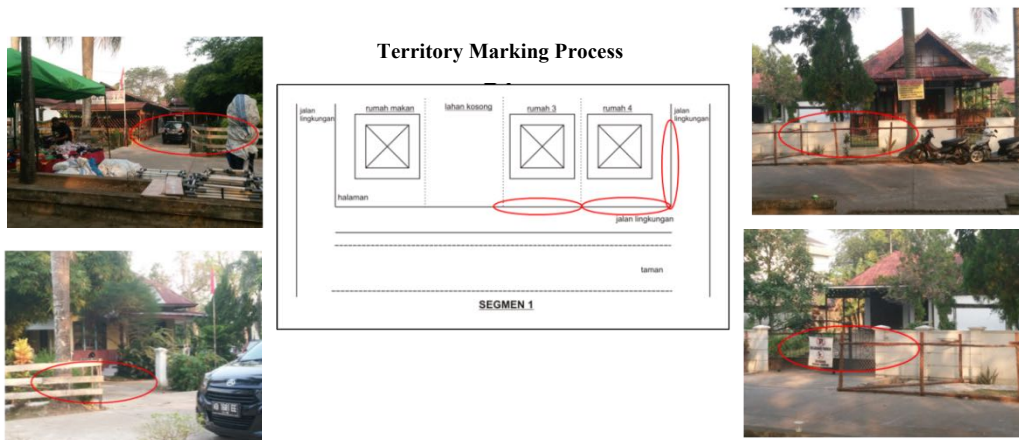 Territory Marking Process
jalan
lingkungan
rumah makan
lahan kosong
rumah 3
rumah 4
jalan
lingkungan
halaman
jalan lingkungan
taman
SEGMEN 1